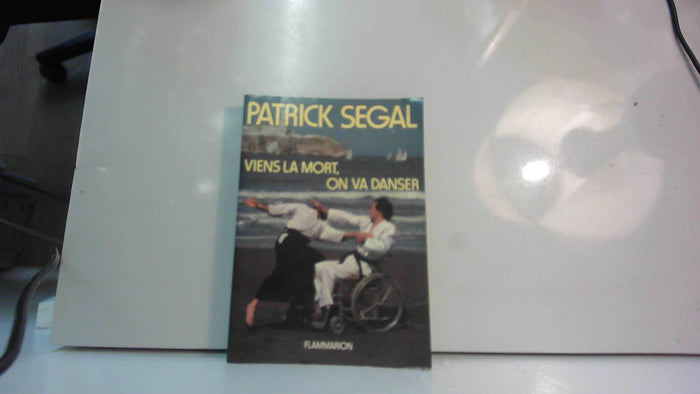 PATRICK SEGAL
VIENS LA MORT,
ON VA DANSER
FLAMMARION